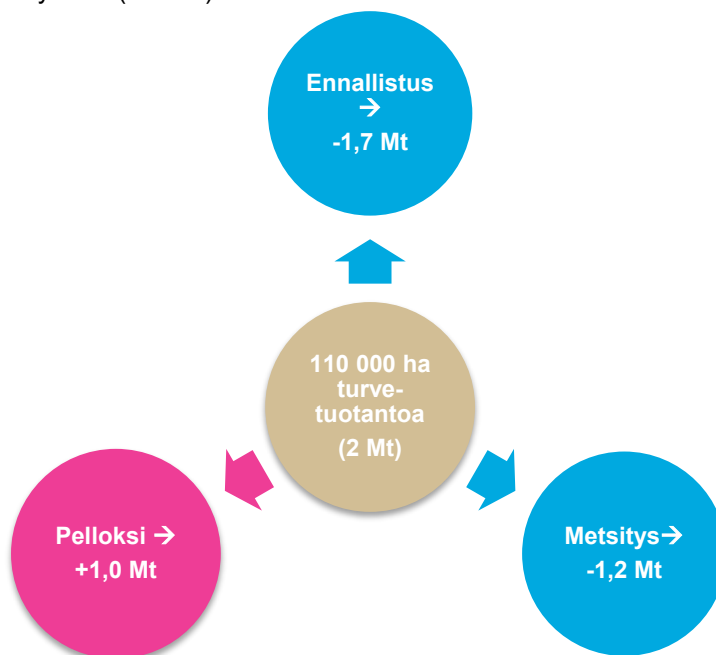 Ennallistus
→
-1,7 Mt
110 000 ha
turve-
tuotantoa
(2 Mt)
Pelloksi →
+1,0 Mt
Metsitys→
-1,2 Mt